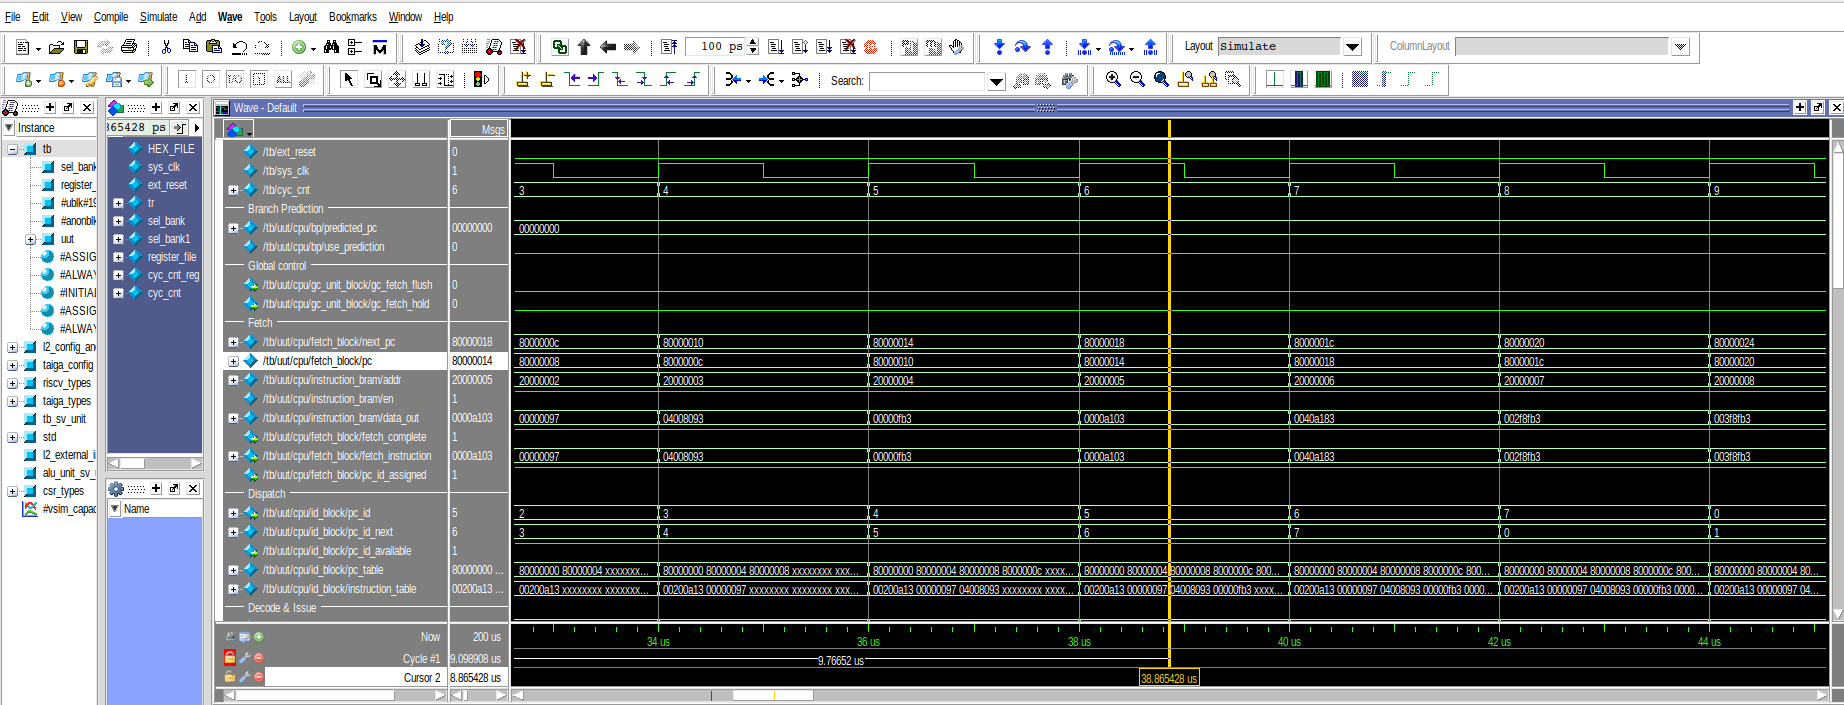 File Edit View Compile Simulate Add Wave Tools Layout Bookmarks Window Help
100 ps Layout Simulate ColumnLayout
Search:
Wave - Default
865428 ps
Instance
tb
sel_bank
register_
#ublk#19
#anonblk
uut
#ASSIG
#ALWAY
#INITIAL
#ASSIG
#ALWAY
l2_config_an
taiga_config
riscv_types
taiga_types
tb_sv_unit
std
l2_external_i
alu_unit_sv_
csr_types
#vsim_capac
HEX_FILE
sys_clk
ext_reset
tr
sel_bank
sel_bank1
register_file
cyc_cnt_reg
cyc_cnt
Name
Msgs
/tb/ext_reset 0
/tb/sys_clk 1
/tb/cyc_cnt 6 3 4 5 6 7 8 9
Branch Prediction
/tb/uut/cpu/bp/predicted_pc 00000000 00000000
/tb/uut/cpu/bp/use_prediction 0
Global control
/tb/uut/cpu/gc_unit_block/gc_fetch_flush 0
/tb/uut/cpu/gc_unit_block/gc_fetch_hold 0
Fetch
/tb/uut/cpu/fetch_block/next_pc 80000018 8000000c 80000010 80000014 80000018 8000001c 80000020 80000024
/tb/uut/cpu/fetch_block/pc 80000014 80000008 8000000c 80000010 80000014 80000018 8000001c 80000020
/tb/uut/cpu/instruction_bram/addr 20000005 20000002 20000003 20000004 20000005 20000006 20000007 20000008
/tb/uut/cpu/instruction_bram/en 1
/tb/uut/cpu/instruction_bram/data_out 0000a103 00000097 04008093 00000fb3 0000a103 0040a183 002f8fb3 003f8fb3
/tb/uut/cpu/fetch_block/fetch_complete 1
/tb/uut/cpu/fetch_block/fetch_instruction 0000a103 00000097 04008093 00000fb3 0000a103 0040a183 002f8fb3 003f8fb3
/tb/uut/cpu/fetch_block/pc_id_assigned 1
Dispatch
/tb/uut/cpu/id_block/pc_id 5 2 3 4 5 6 7 0
/tb/uut/cpu/id_block/pc_id_next 6 3 4 5 6 7 0 1
/tb/uut/cpu/id_block/pc_id_available 1
/tb/uut/cpu/id_block/pc_table 80000000 ... 80000000 80000004 xxxxxxx... 80000000 80000004 80000008 xxxxxxxx xxx... 80000000 80000004 80000008 8000000c xxxx... 80000000 80000004 80000008 8000000c 800... 80000000 80000004 80000008 8000000c 800... 80000000 80000004 80000008 8000000c 800... 80000000 80000004 80...
/tb/uut/cpu/id_block/instruction_table 00200a13 ... 00200a13 xxxxxxxx xxxxxxx... 00200a13 00000097 xxxxxxxx xxxxxxxx xxx... 00200a13 00000097 04008093 xxxxxxxx xxx... 00200a13 00000097 04008093 00000fb3 xxxx... 00200a13 00000097 04008093 00000fb3 0000... 00200a13 00000097 04008093 00000fb3 0000... 00200a13 00000097 04...
Decode & Issue
Now 200 us 34 us 36 us 38 us 40 us 42 us 44 us
Cycle #1 9.098908 us 9.76652 us
Cursor 2 8.865428 us 38.865428 us